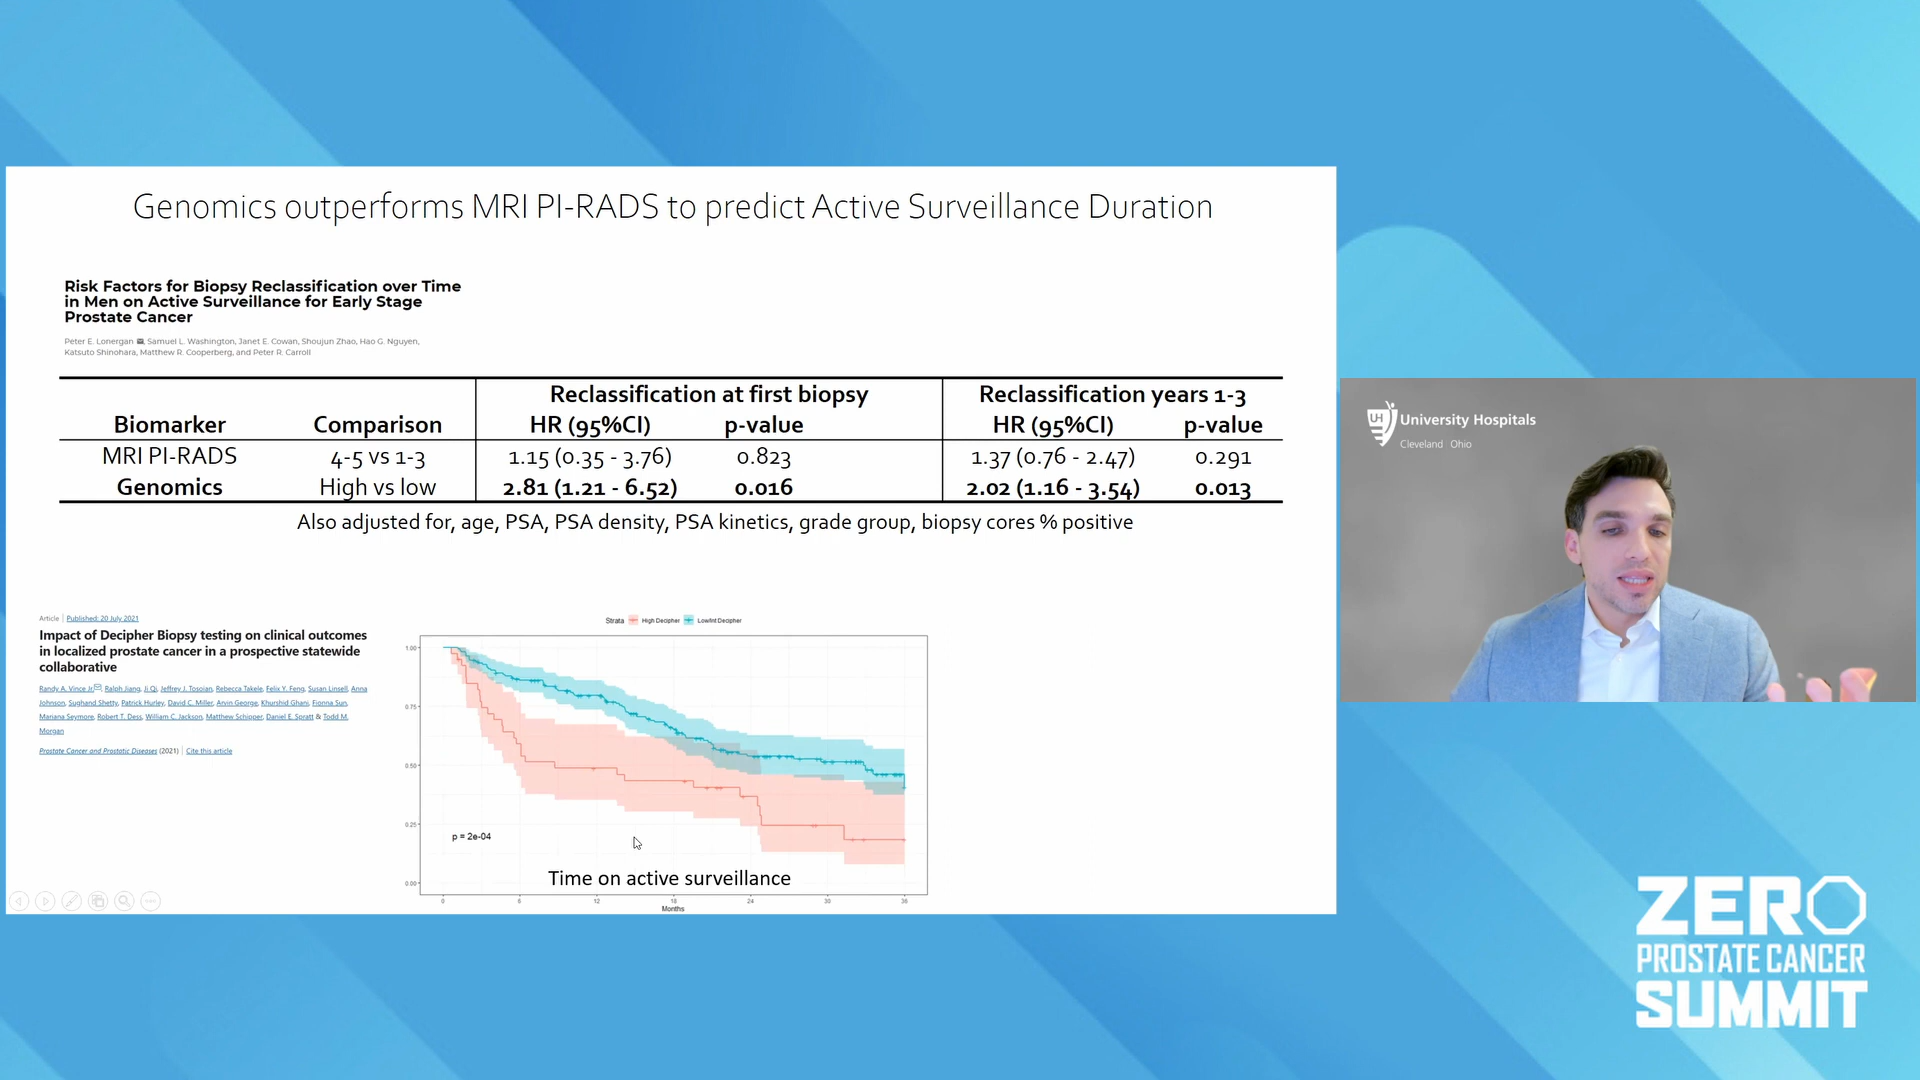 Genomics outperforms MRI PI-RADS to predict Active Surveillance Duration
Risk Factors for Biopsy Reclassification over Time
in Men on Active Surveillance for Early Stage
Prostate Cancer
Peter E. Lonergan, Samuel L. Washington, Janet E. Cowan, Shoujun Zhao, Hao G. Nguyen,
Katsuto Shinohara, Matthew R. Cooperberg, and Peter R. Carroll
Reclassification at first biopsy Reclassification years 1-3
Biomarker Comparison HR (95%CI) p-value HR (95%CI) p-value
MRI PI-RADS 4-5 vs 1-3 1.15 (0.35 - 3.76) 0.823 1.37 (0.76 - 2.47) 0.291
Genomics High vs low 2.81 (1.21 - 6.52) 0.016 2.02 (1.16 - 3.54) 0.013
Also adjusted for, age, PSA, PSA density, PSA kinetics, grade group, biopsy cores % positive
Article | Published: 20 July 2021
Impact of Decipher Biopsy testing on clinical outcomes
in localized prostate cancer in a prospective statewide
collaborative
Randy A. Vince Jr, Ralph Jiang, Ji Qi, Jeffrey J. Tosoian, Rebecca Takele, Felix Y. Feng, Susan Linsell, Anna
Johnson, Sughand Shetty, Patrick Hurley, David C. Miller, Arvin George, Khurshid Ghani, Fionna Sun,
Mariana Seymore, Robert T. Dess, William C. Jackson, Matthew Schipper, Daniel E. Spratt & Todd M.
Morgan
Prostate Cancer and Prostatic Diseases (2021) | Cite this article
Strata High Decipher Low/Int Decipher
1.00
0.75
0.50
0.25
0.00
p = 2e-04
Time on active surveillance
0 6 12 18 24 30 36
Months
UH University Hospitals
Cleveland Ohio
ZERO
PROSTATE CANCER
SUMMIT